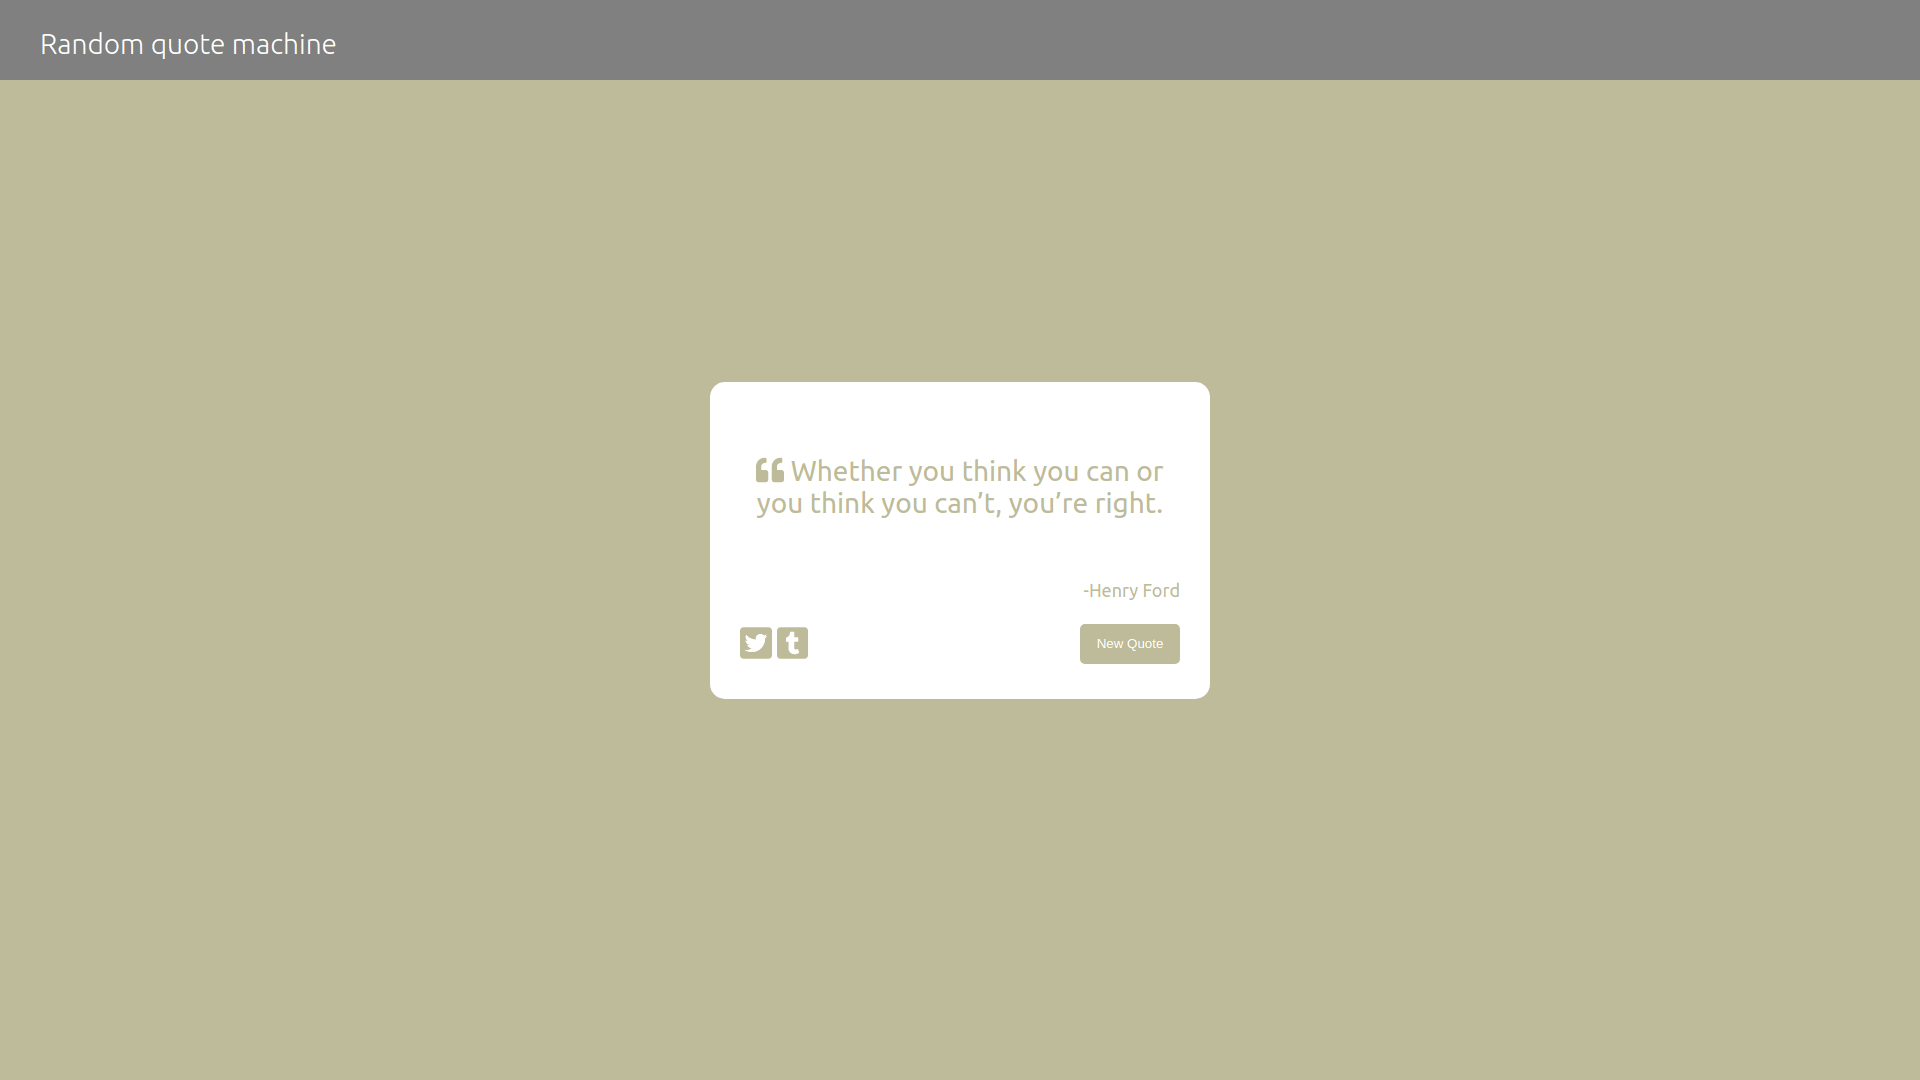 Random quote machine
Whether you think you can or
you think you can’t, you’re right.
-Henry Ford
New Quote